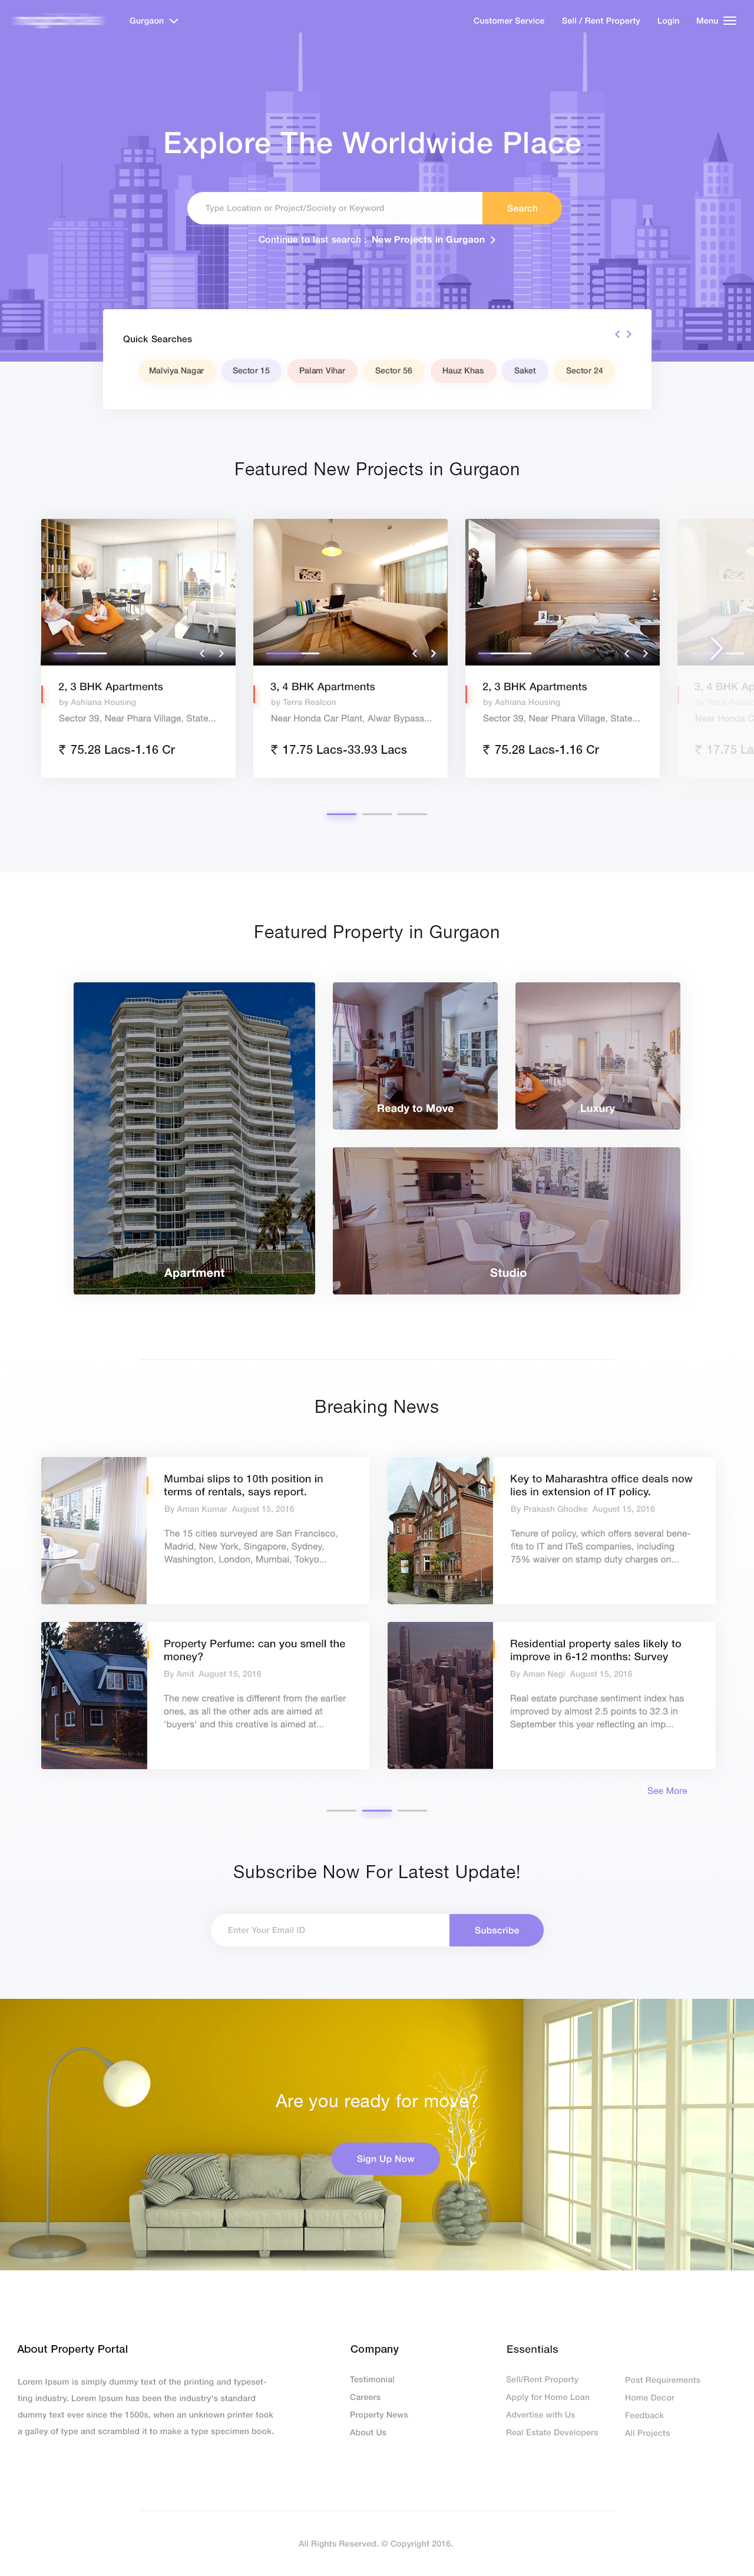 Gurgaon
Customer Service
Sell / Rent Property
Login
Menu
Explore The Worldwide Place
Type Location or Project/Society or Keyword
Search
Continue to last search : New Projects in Gurgaon
Quick Searches
Malviya Nagar
Sector 15
Palam Vihar
Sector 56
Hauz Khas
Saket
Sector 24
Featured New Projects in Gurgaon
2, 3 BHK Apartments
by Ashiana Housing
Sector 39, Near Phara Village, State...
₹ 75.28 Lacs-1.16 Cr
3, 4 BHK Apartments
by Terra Realcon
Near Honda Car Plant, Alwar Bypass...
₹ 17.75 Lacs-33.93 Lacs
2, 3 BHK Apartments
by Ashiana Housing
Sector 39, Near Phara Village, State...
₹ 75.28 Lacs-1.16 Cr
3, 4 BHK Ap
by Terra Realc
Near Honda C
₹ 17.75 La
Featured Property in Gurgaon
Apartment
Ready to Move
Luxury
Studio
Breaking News
Mumbai slips to 10th position in
terms of rentals, says report.
By Aman Kumar August 15, 2016
The 15 cities surveyed are San Francisco,
Madrid, New York, Singapore, Sydney,
Washington, London, Mumbai, Tokyo...
Key to Maharashtra office deals now
lies in extension of IT policy.
By Prakash Ghodke August 15, 2016
Tenure of policy, which offers several bene-
fits to IT and ITeS companies, including
75% waiver on stamp duty charges on...
Property Perfume: can you smell the
money?
By Amit August 15, 2016
The new creative is different from the earlier
ones, as all the other ads are aimed at
'buyers' and this creative is aimed at...
Residential property sales likely to
improve in 6-12 months: Survey
By Aman Negi August 15, 2016
Real estate purchase sentiment index has
improved by almost 2.5 points to 32.3 in
September this year reflecting an imp...
See More
Subscribe Now For Latest Update!
Enter Your Email ID
Subscribe
Are you ready for move?
Sign Up Now
About Property Portal
Lorem Ipsum is simply dummy text of the printing and typeset-
ting industry. Lorem Ipsum has been the industry's standard
dummy text ever since the 1500s, when an unknown printer took
a galley of type and scrambled it to make a type specimen book.
Company
Testimonial
Careers
Property News
About Us
Essentials
Sell/Rent Property
Apply for Home Loan
Advertise with Us
Real Estate Developers
Post Requirements
Home Decor
Feedback
All Projects
All Rights Reserved. © Copyright 2016.